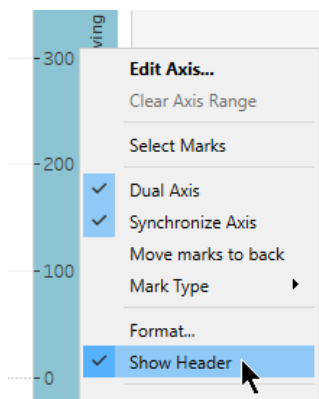 300
Edit Axis...
Clear Axis Range
200
Select Marks
Dual Axis
Synchronize Axis
Move marks to back
100
Mark Type
Format...
Show Header
0